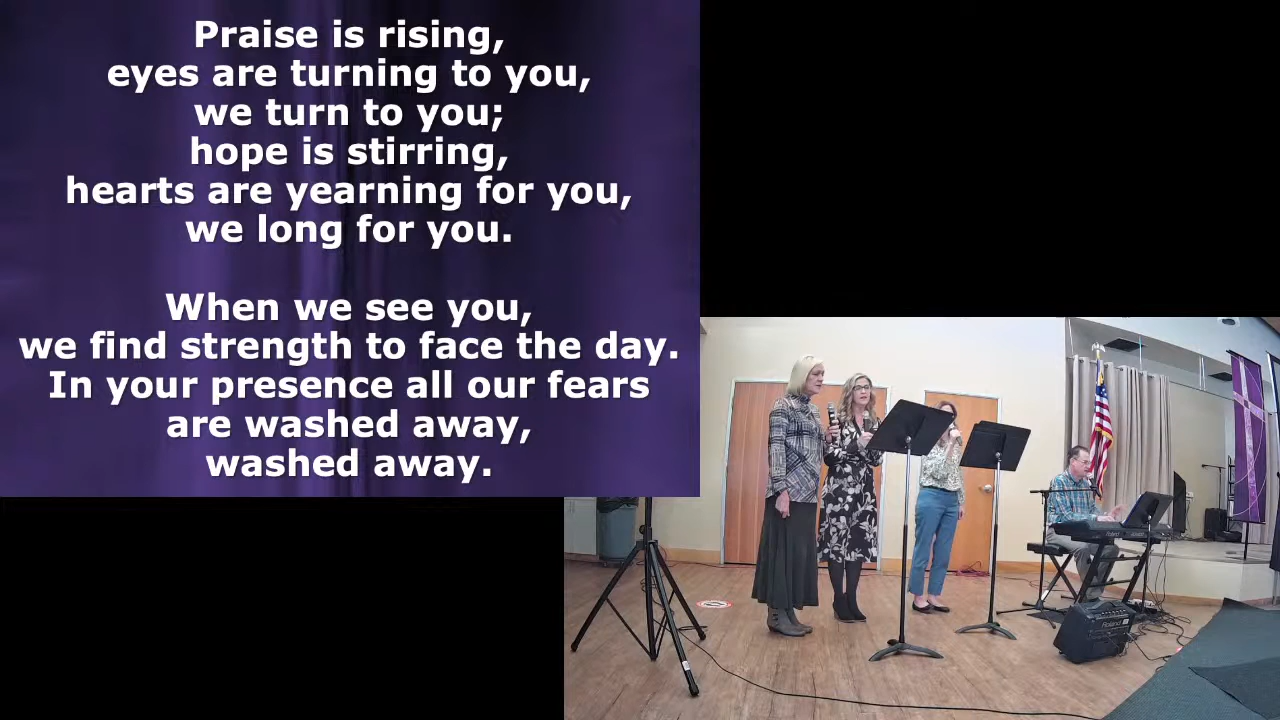 Praise is rising,
eyes are turning to you,
we turn to you;
hope is stirring,
hearts are yearning for you,
we long for you.
When we see you,
we find strength to face the day.
In your presence all our fears
are washed away,
washed away.
Roland
Roland